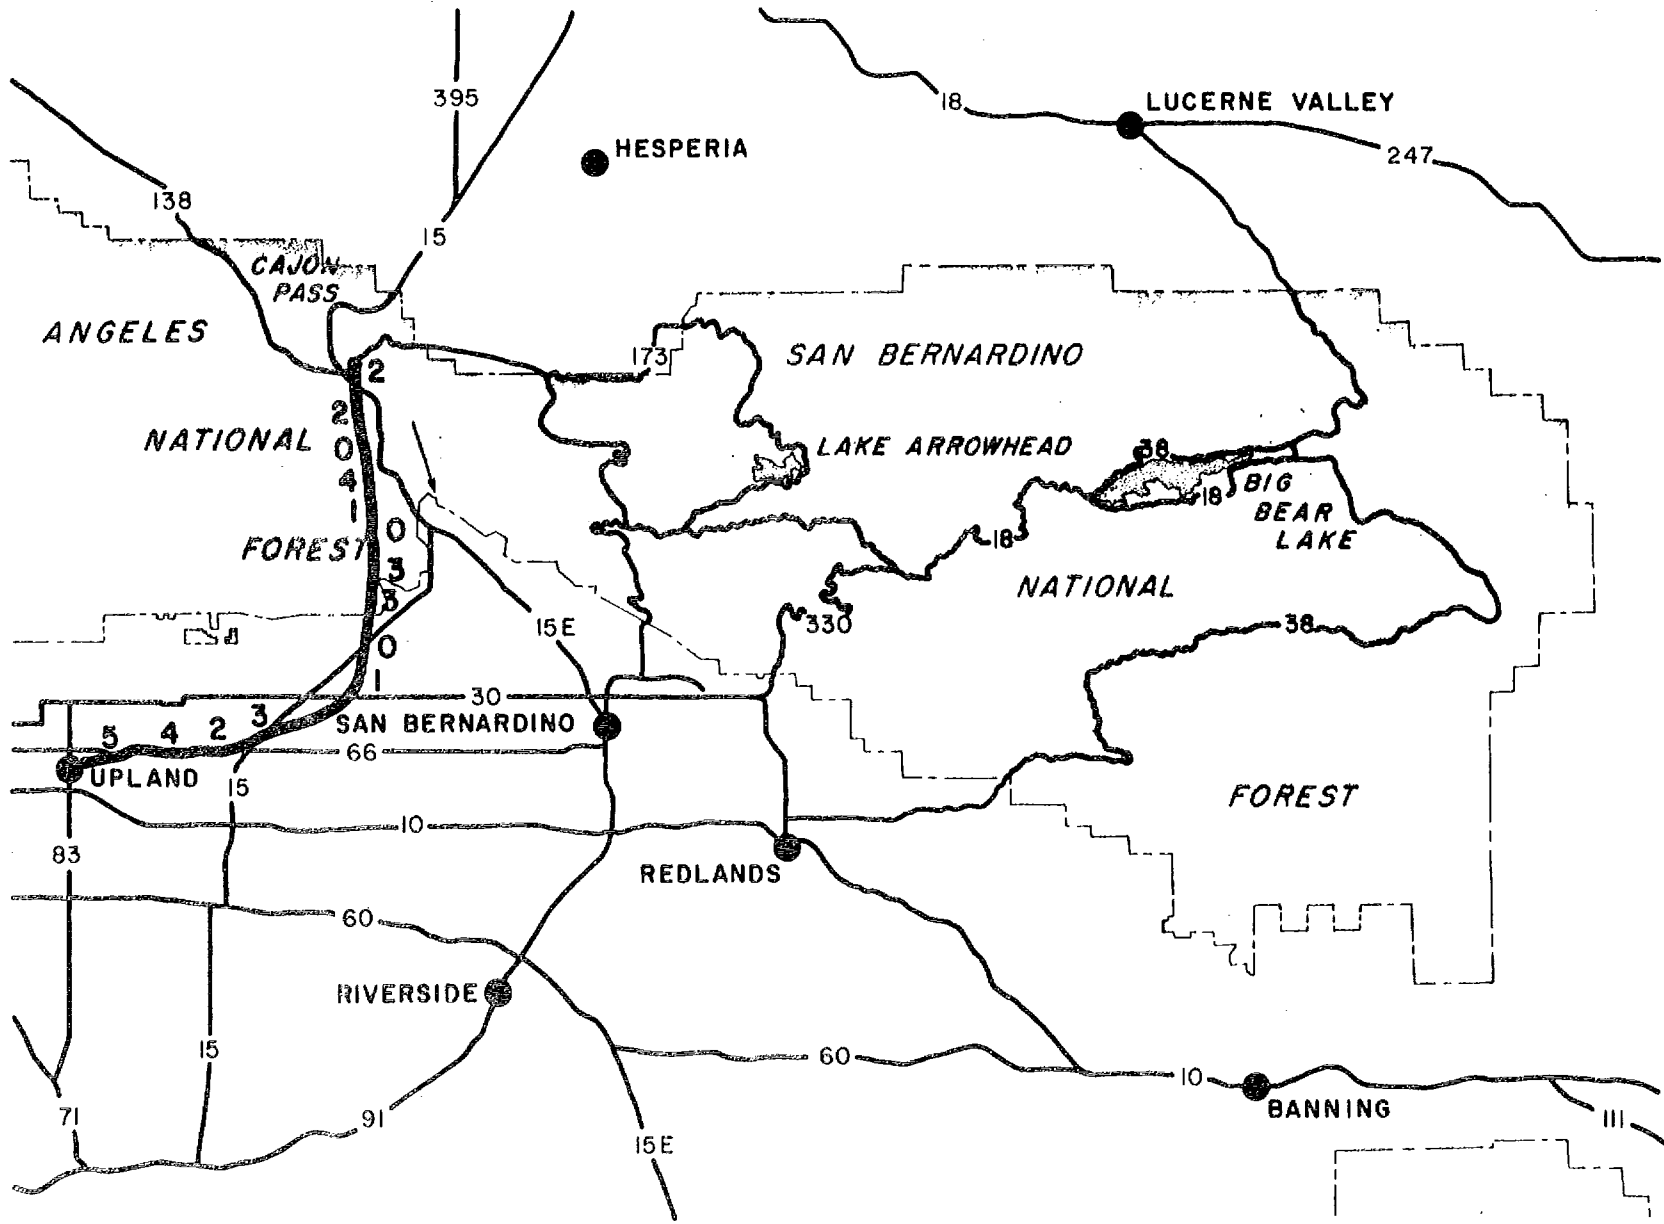 395
18
LUCERNE VALLEY
HESPERIA
247
138
15
CAJON
PASS
ANGELES
173
SAN BERNARDINO
2
2
0
4
1
NATIONAL
LAKE ARROWHEAD
38
18
BIG
BEAR
LAKE
0
3
3
0
1
FOREST
18
NATIONAL
15E
330
38
30
5 4 2 3
SAN BERNARDINO
66
UPLAND
15
FOREST
10
83
REDLANDS
60
RIVERSIDE
15
60
10
BANNING
71
91
15E
111